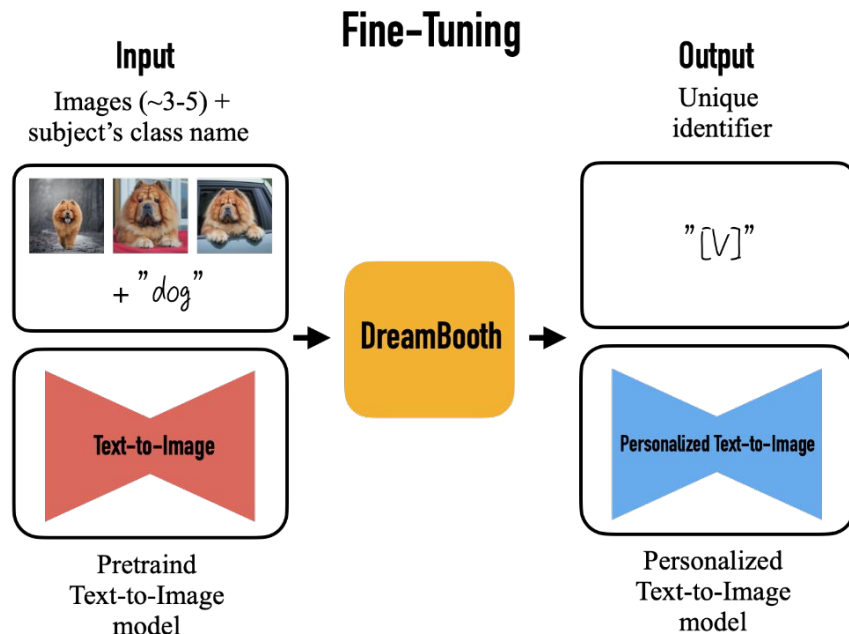 Fine-Tuning
Input
Images (~3-5) +
subject's class name
+ "dog"
Text-to-Image
Pretraind
Text-to-Image
model
DreamBooth
Output
Unique
identifier
"[V]"
Personalized Text-to-Image
Personalized
Text-to-Image
model